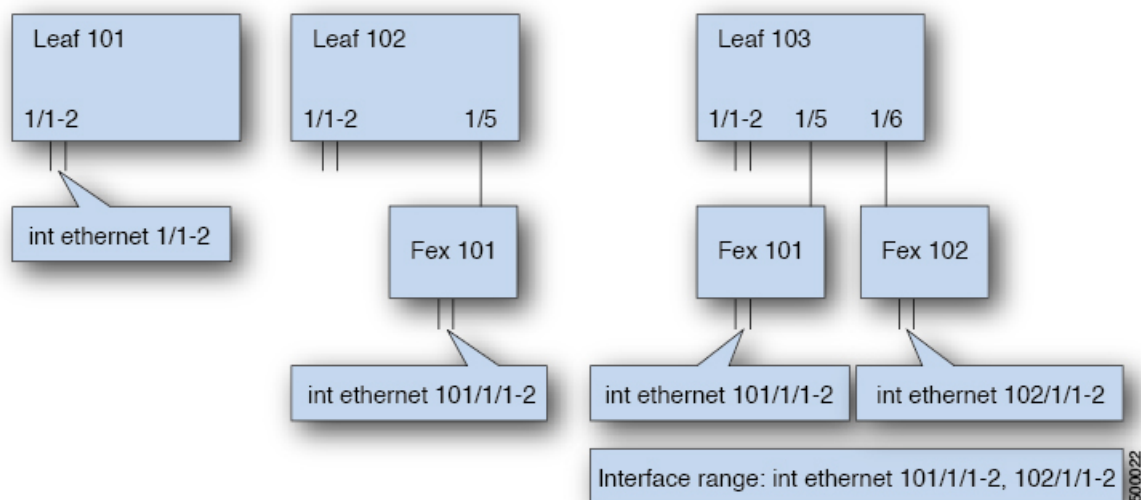 Leaf 101
Leaf 102
Leaf 103
1/1-2
1/1-2
1/5
1/1-2
1/5
1/6
int ethernet 1/1-2
Fex 101
Fex 101
Fex 102
int ethernet 101/1/1-2
int ethernet 101/1/1-2
int ethernet 102/1/1-2
Interface range: int ethernet 101/1/1-2, 102/1/1-2